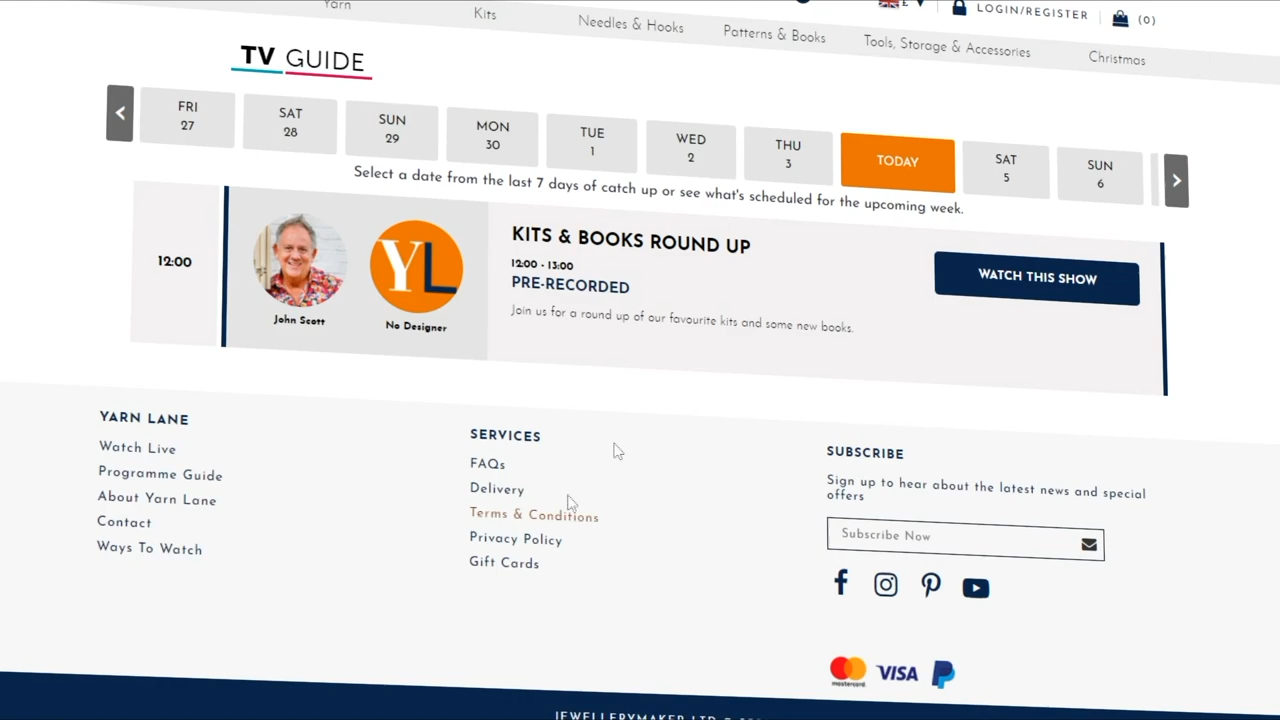 LOGIN/REGISTER
(0)
Yarn
Kits
Needles & Hooks
Patterns & Books
Tools, Storage & Accessories
Christmas
TV GUIDE
FRI
27
SAT
28
SUN
29
MON
30
TUE
1
WED
2
THU
3
TODAY
SAT
5
SUN
6
Select a date from the last 7 days of catch up or see what's scheduled for the upcoming week.
12:00
YL
John Scott
No Designer
KITS & BOOKS ROUND UP
12:00 - 13:00
PRE-RECORDED
Join us for a round up of our favourite kits and some new books.
WATCH THIS SHOW
YARN LANE
Watch Live
Programme Guide
About Yarn Lane
Contact
Ways To Watch
SERVICES
FAQs
Delivery
Terms & Conditions
Privacy Policy
Gift Cards
SUBSCRIBE
Sign up to hear about the latest news and special
offers
Subscribe Now
mastercard
VISA
JEWELLERYMAKER LTD ©